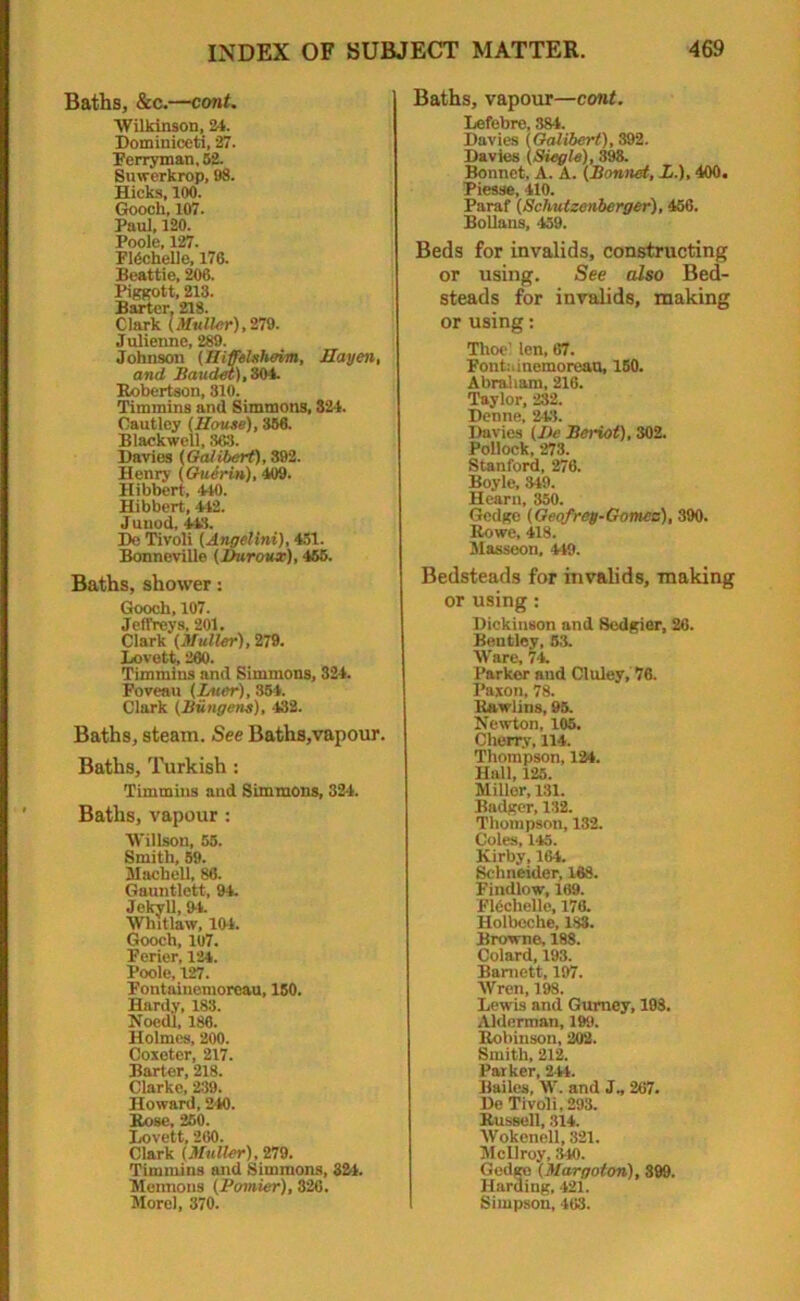 INDEX OF SUBJECT MATTER. 469
Baths, &c.—cont.
Wilkinson, 24.
Dominiceti, 27.
Ferryman, 52.
Suwerkrop, 98.
Hicks, 100.
Gooch, 107.
Paul, 120.
Poole, 127.
Fléchelle, 176.
Beattie, 206.
Piggott, 213.
Barter, 218.
Clark (Muller), 279.
Julienne, 289.
Johnson (Hiffelsheim, Hayen,
and Baudet), 304.
Robertson, 310.
Timmins and Simmons, 324.
Cautley (House), 356.
Blackwell, 363.
Davies (Galibert), 392.
Henry (Guérin), 409.
Hibbert, 440.
Hibbert, 442.
Junod, 443.
De Tivoli (Angelini), 451.
Bonneville (Duroux), 455.
Baths, shower:
Gooch, 107.
Jeffreys, 201.
Clark (Muller), 279.
Lovett, 260.
Timmins and Simmons, 324.
Foveau (Luer), 354.
Clark (Büngens), 432.
Baths, steam. See Baths,vapour.
Baths, Turkish :
Timmins and Simmons, 324.
Baths, vapour :
Willson, 55.
Smith, 59.
Machell, 86.
Gauntlett, 94.
Jekyll, 94.
Whitlaw, 104.
Gooch, 107.
Ferier, 124.
Poole, 127.
Fontainemoreau, 150.
Hardy, 183.
Noedl, 186.
Holmes, 200.
Coxeter, 217.
Barter, 218.
Clarke, 239.
Howard, 240.
Rose, 250.
Lovett, 260.
Clark (Muller), 279.
Timmins and Simmons, 324.
Mennons (Pomier), 326.
Morel, 370.
Baths, vapour—cont.
Lefebre, 384.
Davies (Galibert), 392.
Davies (Siegle), 398.
Bonnet, A. A. (Bonnet, L.), 400.
Piesse, 410.
Paraf (Schutzenberger), 456.
Bollans, 459.
Beds for invalids, constructing
or using. See also Bed-
steads for invalids, making
or using :
Thoe len, 67.
Fontainemoreau, 150.
Abraham, 216.
Taylor, 232.
Denne, 243.
Davies (De Beriot), 302.
Pollock, 273.
Stanford, 276.
Boyle, 349.
Hearn, 350.
Gedge (Geofrey-Gomez), 390.
Rowe, 418.
Masseon, 449.
Bedsteads for invalids, making
or using :
Dickinson and Sedgier, 26.
Bentley, 53.
Ware, 74.
Parker and Cluley, 76.
Paxon, 78.
Rawlins, 95.
Newton, 105.
Cherry, 114.
Thompson, 124.
Hall, 125.
Miller, 131.
Badger, 132.
Thompson, 132.
Coles, 145.
Kirby, 164.
Schneider, 168.
Findlow, 169.
Fléchelle, 176.
Holbeche, 183.
Browne, 188.
Colard, 193.
Barnett, 197.
Wren, 198.
Lewis and Gurney, 198.
Alderman, 199.
Robinson, 202.
Smith, 212.
Parker, 244.
Bailes, W. and J., 267.
De Tivoli, 293.
Russell, 314.
Wokenell, 321.
McIlroy, 340.
Gedge (Margoton), 399.
Harding, 421.
Simpson, 463.